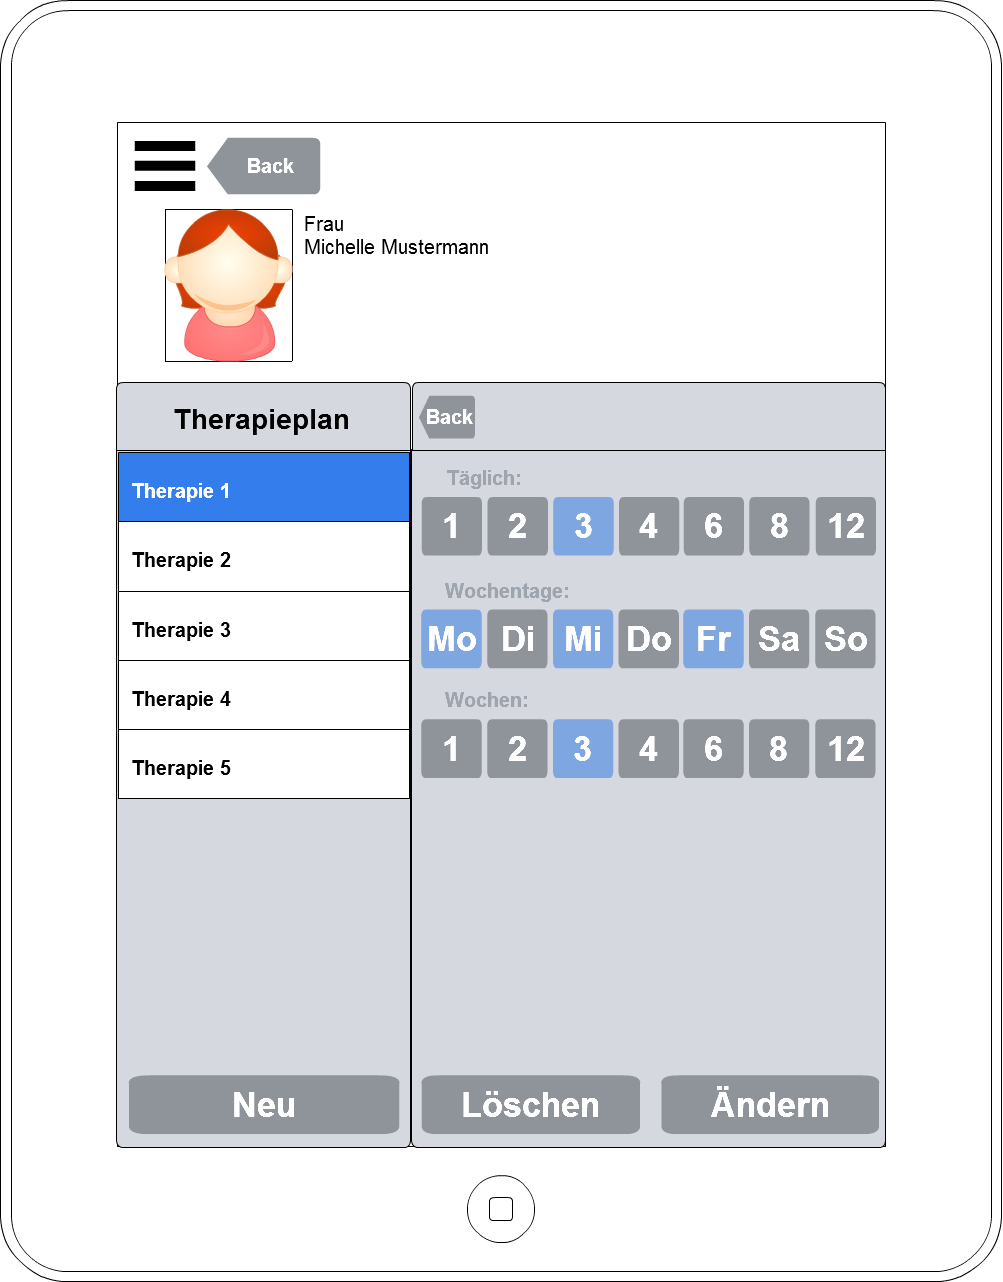 Back
Frau
Michelle Mustermann
Therapieplan
Therapie 1
Therapie 2
Therapie 3
Therapie 4
Therapie 5
Neu
Back
Täglich:
1 2 3 4 6 8 12
Wochentage:
Mo Di Mi Do Fr Sa So
Wochen:
1 2 3 4 6 8 12
Löschen Ändern